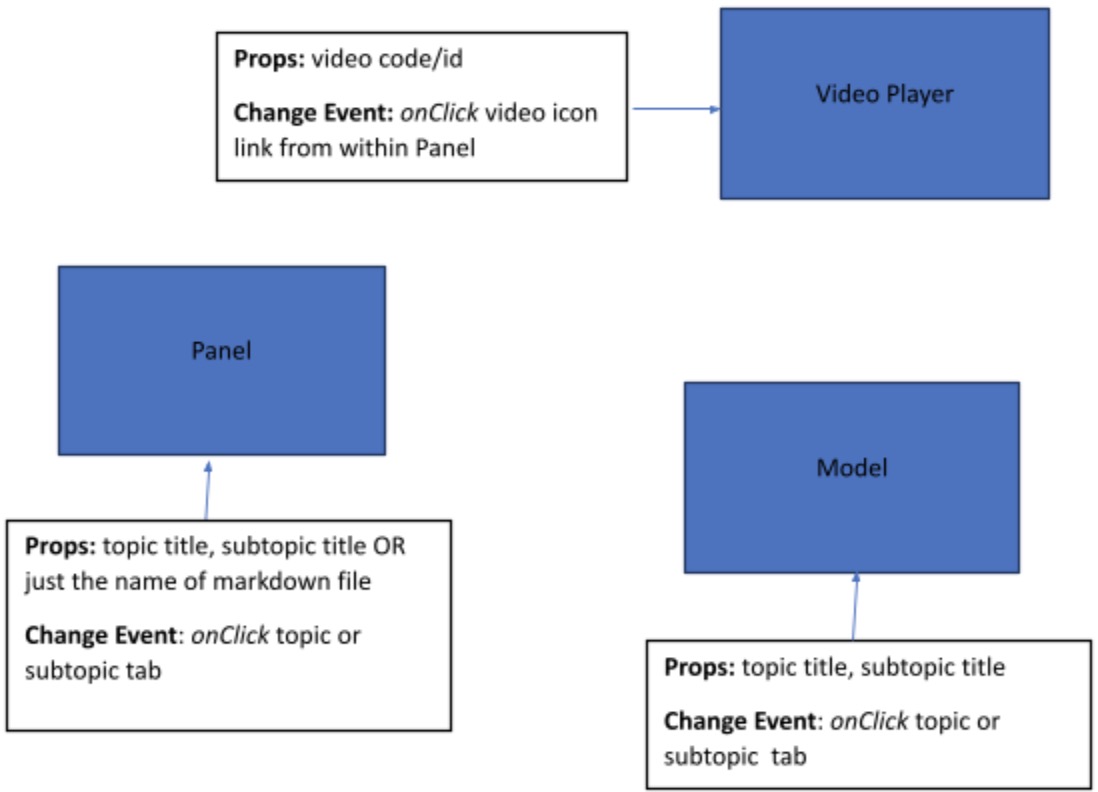 Props: video code/id
Change Event: onClick video icon
link from within Panel
Video Player
Panel
Props: topic title, subtopic title OR
just the name of markdown file
Change Event: onClick topic or
subtopic tab
Model
Props: topic title, subtopic title
Change Event: onClick topic or
subtopic  tab